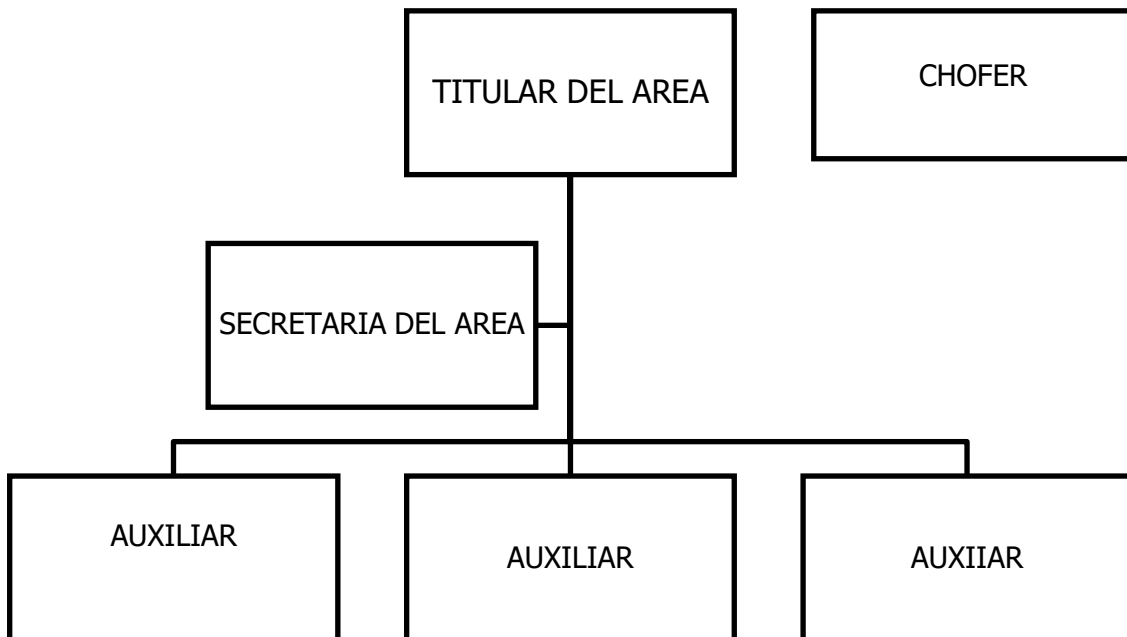 TITULAR DEL AREA
CHOFER
SECRETARIA DEL AREA
AUXILIAR
AUXILIAR
AUXIIAR